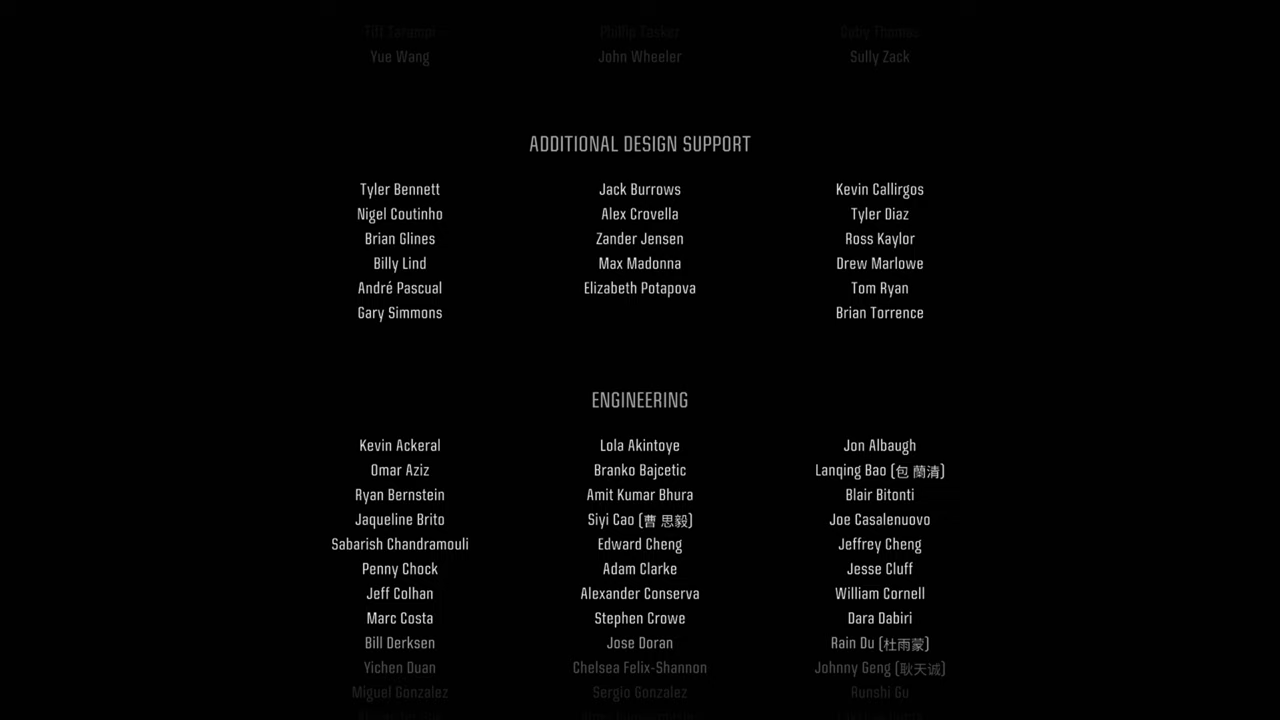 Phillip Tasker
Yue Wang John Wheeler Sully Zack
ADDITIONAL DESIGN SUPPORT
Tyler Bennett Jack Burrows Kevin Callirgos
Nigel Coutinho Alex Crovella Tyler Diaz
Brian Glines Zander Jensen Ross Kaylor
Billy Lind Max Madonna Drew Marlowe
André Pascual Elizabeth Potapova Tom Ryan
Gary Simmons Brian Torrence
ENGINEERING
Kevin Ackeral Lola Akintoye Jon Albaugh
Omar Aziz Branko Bajcetic Lanqing Bao (包 蘭清)
Ryan Bernstein Amit Kumar Bhura Blair Bitonti
Jaqueline Brito Siyi Cao (曹 思毅) Joe Casalenuovo
Sabarish Chandramouli Edward Cheng Jeffrey Cheng
Penny Chock Adam Clarke Jesse Cluff
Jeff Colhan Alexander Conserva William Cornell
Marc Costa Stephen Crowe Dara Dabiri
Bill Derksen Jose Doran Rain Du (杜雨蒙)
Yichen Duan Chelsea Felix-Shannon Johnny Geng (耿天诚)
Miguel Gonzalez Sergio Gonzalez Runshi Gu